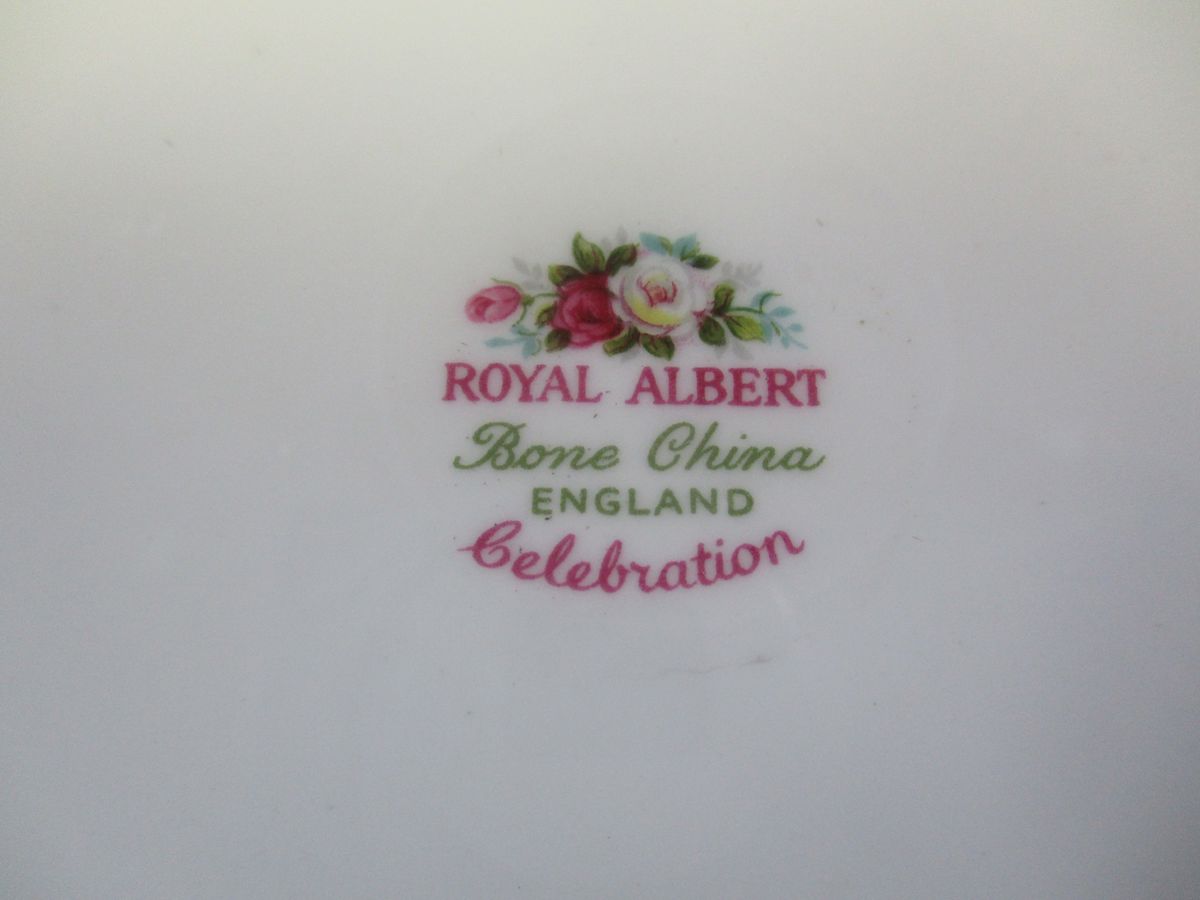 ROYAL ALBERT
Bone China
ENGLAND
Celebration